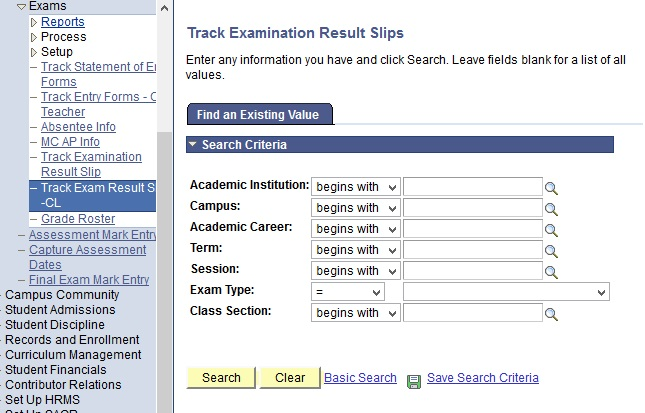 Exams
Reports
Process
Setup
Track Statement of
Forms
Track Entry Forms -
Teacher
Absentee Info
MC AP Info
Track Examination
Result Slip
Track Exam Result S
-CL
Grade Roster
Assessment Mark Entry
Capture Assessment
Dates
Final Exam Mark Entry
Campus Community
Student Admissions
Student Discipline
Records and Enrollment
Curriculum Management
Student Financials
Contributor Relations
Set Up HRMS
Track Examination Result Slips
Enter any information you have and click Search. Leave fields blank for a list of all
values.
Find an Existing Value
Search Criteria
Academic Institution: begins with
Campus: begins with
Academic Career: begins with
Term: begins with
Session: begins with
Exam Type: =
Class Section: begins with
Search Clear Basic Search Save Search Criteria